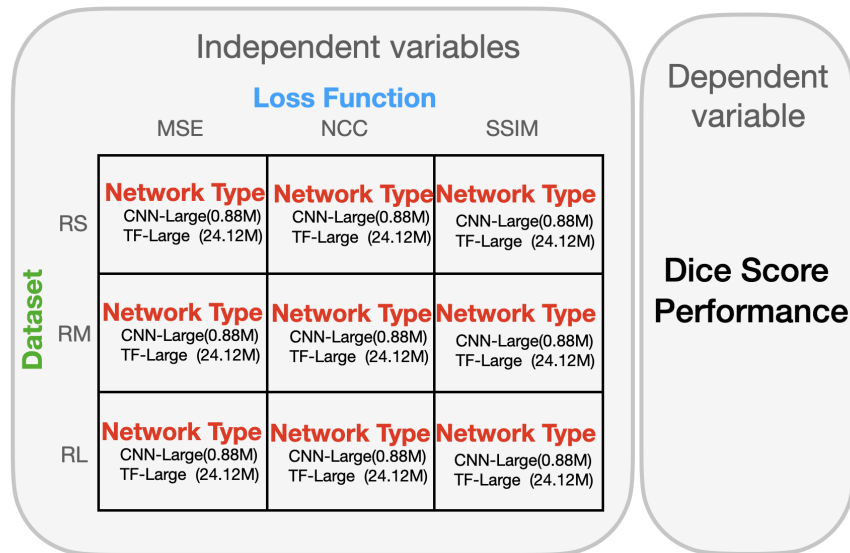 Independent variables
Loss Function
MSE NCC SSIM
Dataset
RS
Network Type
CNN-Large(0.88M)
TF-Large (24.12M)
Network Type
CNN-Large(0.88M)
TF-Large (24.12M)
Network Type
CNN-Large(0.88M)
TF-Large (24.12M)
RM
Network Type
CNN-Large(0.88M)
TF-Large (24.12M)
Network Type
CNN-Large(0.88M)
TF-Large (24.12M)
Network Type
CNN-Large(0.88M)
TF-Large (24.12M)
RL
Network Type
CNN-Large(0.88M)
TF-Large (24.12M)
Network Type
CNN-Large(0.88M)
TF-Large (24.12M)
Network Type
CNN-Large(0.88M)
TF-Large (24.12M)
Dependent
variable
Dice Score
Performance